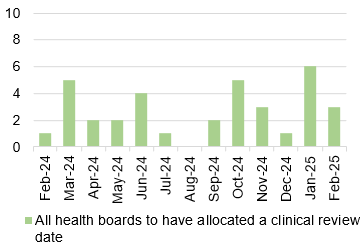 10
8
6
4
2
0
Feb-24
Mar-24
Apr-24
May-24
Jun-24
Jul-24
Aug-24
Sep-24
Oct-24
Nov-24
Dec-24
Jan-25
Feb-25
All health boards to have allocated a clinical review
date